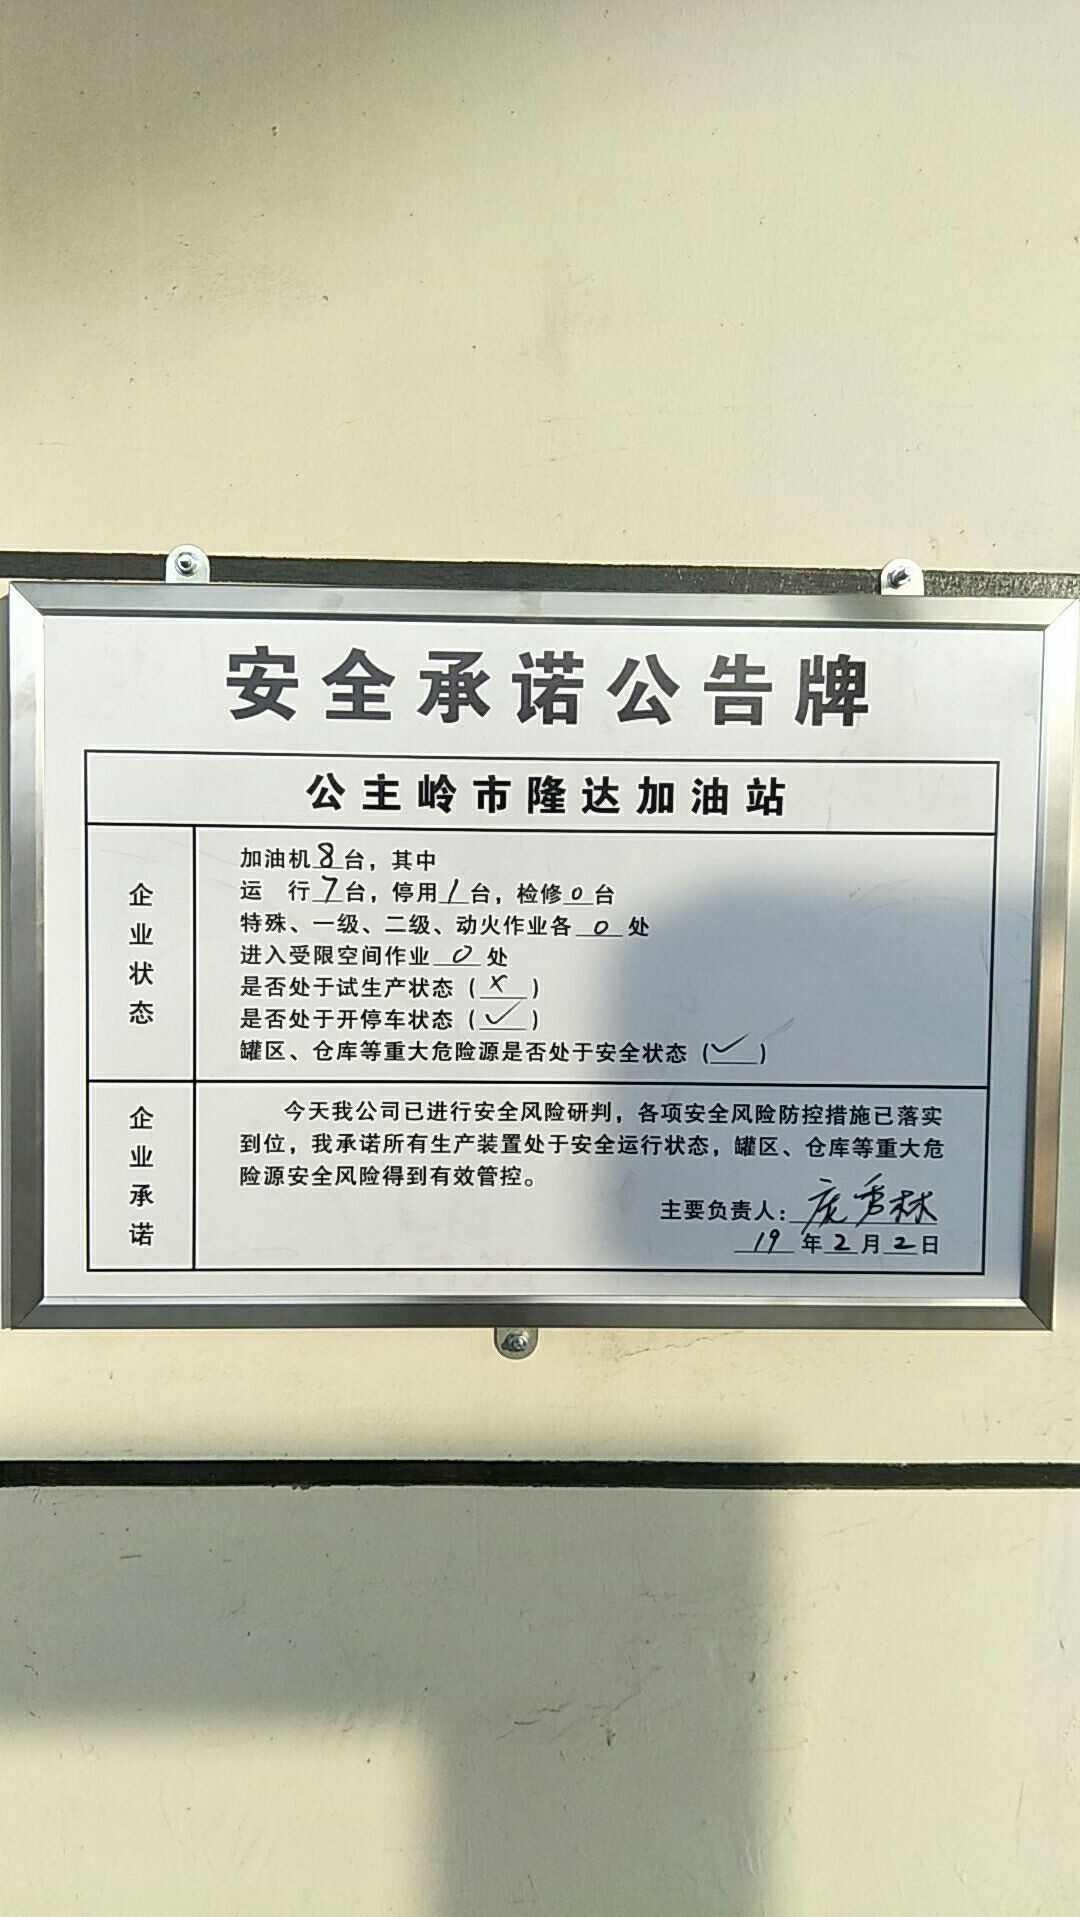 安全承诺公告牌
公主岭市隆达加油站
企业状态
加油机8台，其中
运 行7台，停用1台，检修0台
特殊、一级、二级、动火作业各0处
进入受限空间作业0处
是否处于试生产状态（×）
是否处于开停车状态（✓）
罐区、仓库等重大危险源是否处于安全状态（✓）
企业承诺
今天我公司已进行安全风险研判，各项安全风险防控措施已落实
到位，我承诺所有生产装置处于安全运行状态，罐区、仓库等重大危
险源安全风险得到有效管控。
主要负责人：庞秀林
19年2月2日